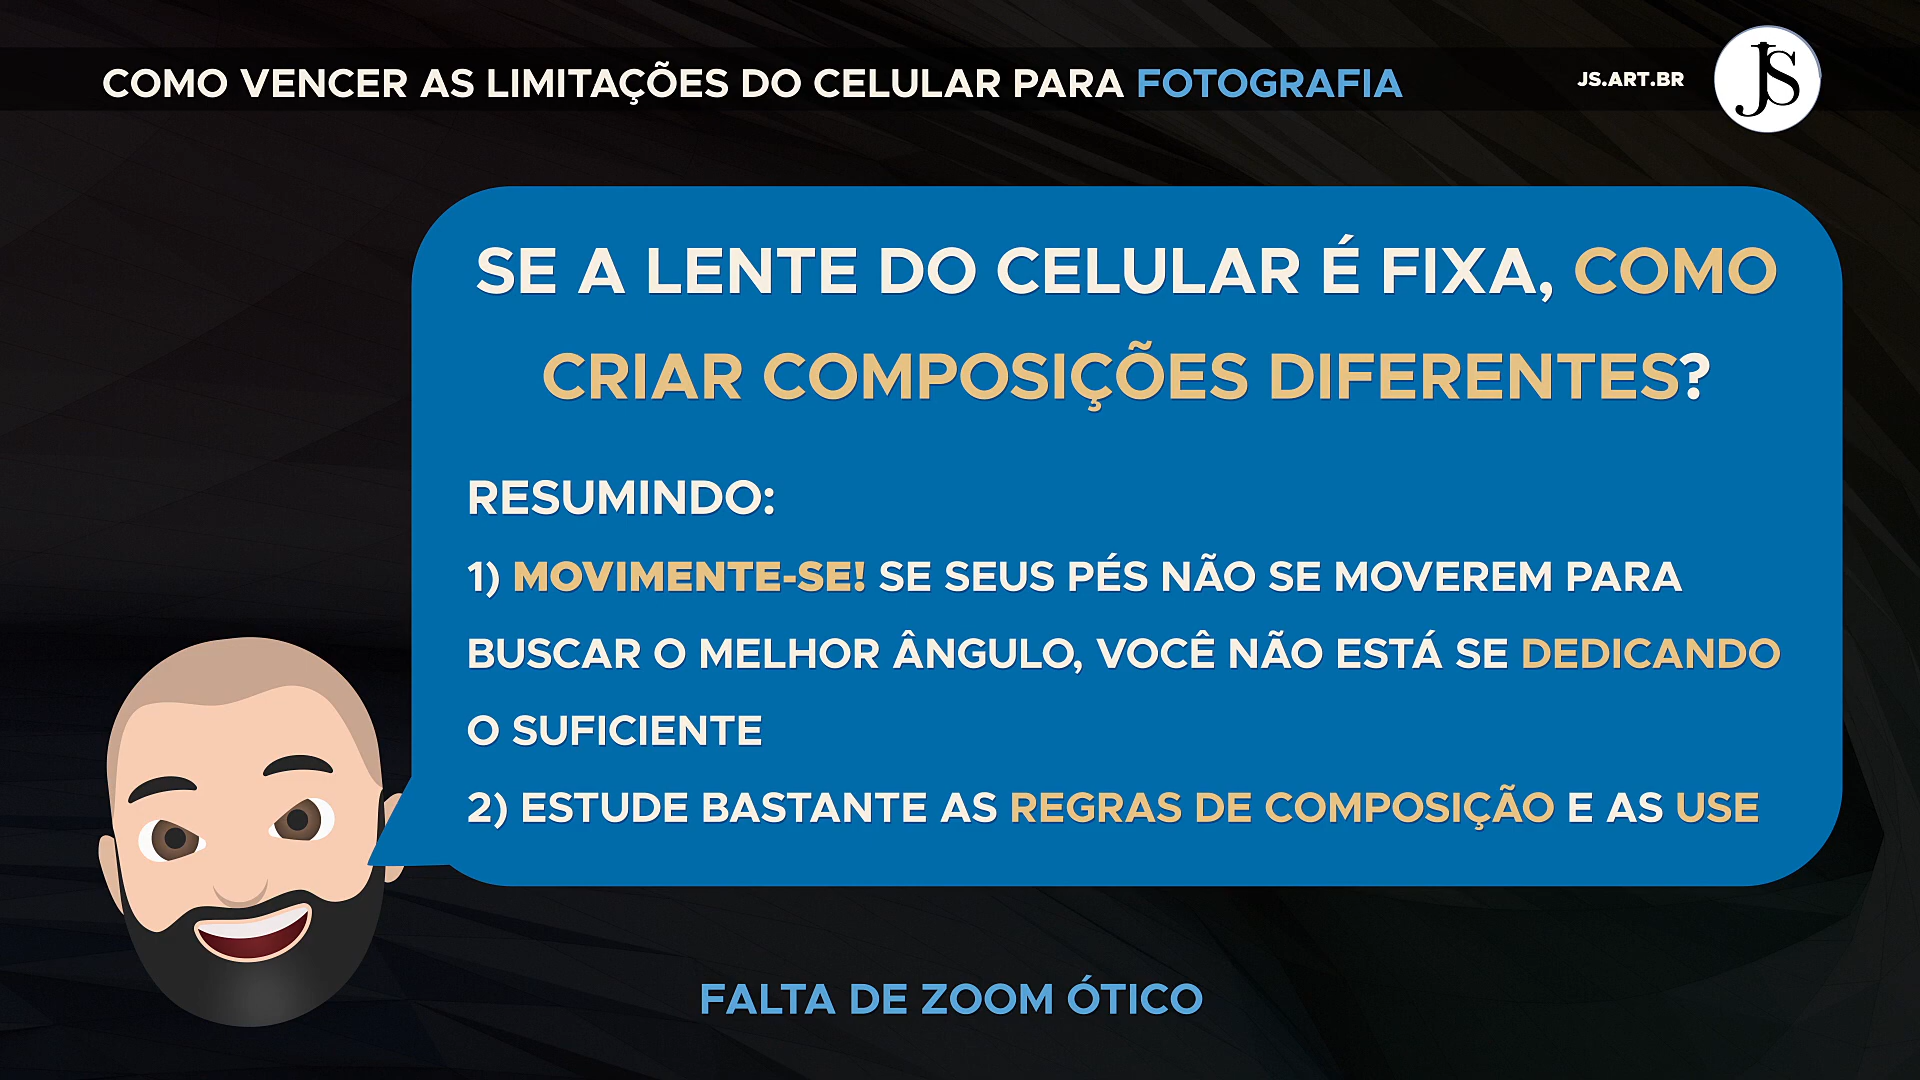 COMO VENCER AS LIMITAÇÕES DO CELULAR PARA FOTOGRAFIA
JS.ART.BR
JS
SE A LENTE DO CELULAR É FIXA, COMO
CRIAR COMPOSIÇÕES DIFERENTES?
RESUMINDO:
1) MOVIMENTE-SE! SE SEUS PÉS NÃO SE MOVEREM PARA
BUSCAR O MELHOR ÂNGULO, VOCÊ NÃO ESTÁ SE DEDICANDO
O SUFICIENTE
2) ESTUDE BASTANTE AS REGRAS DE COMPOSIÇÃO E AS USE
FALTA DE ZOOM ÓTICO